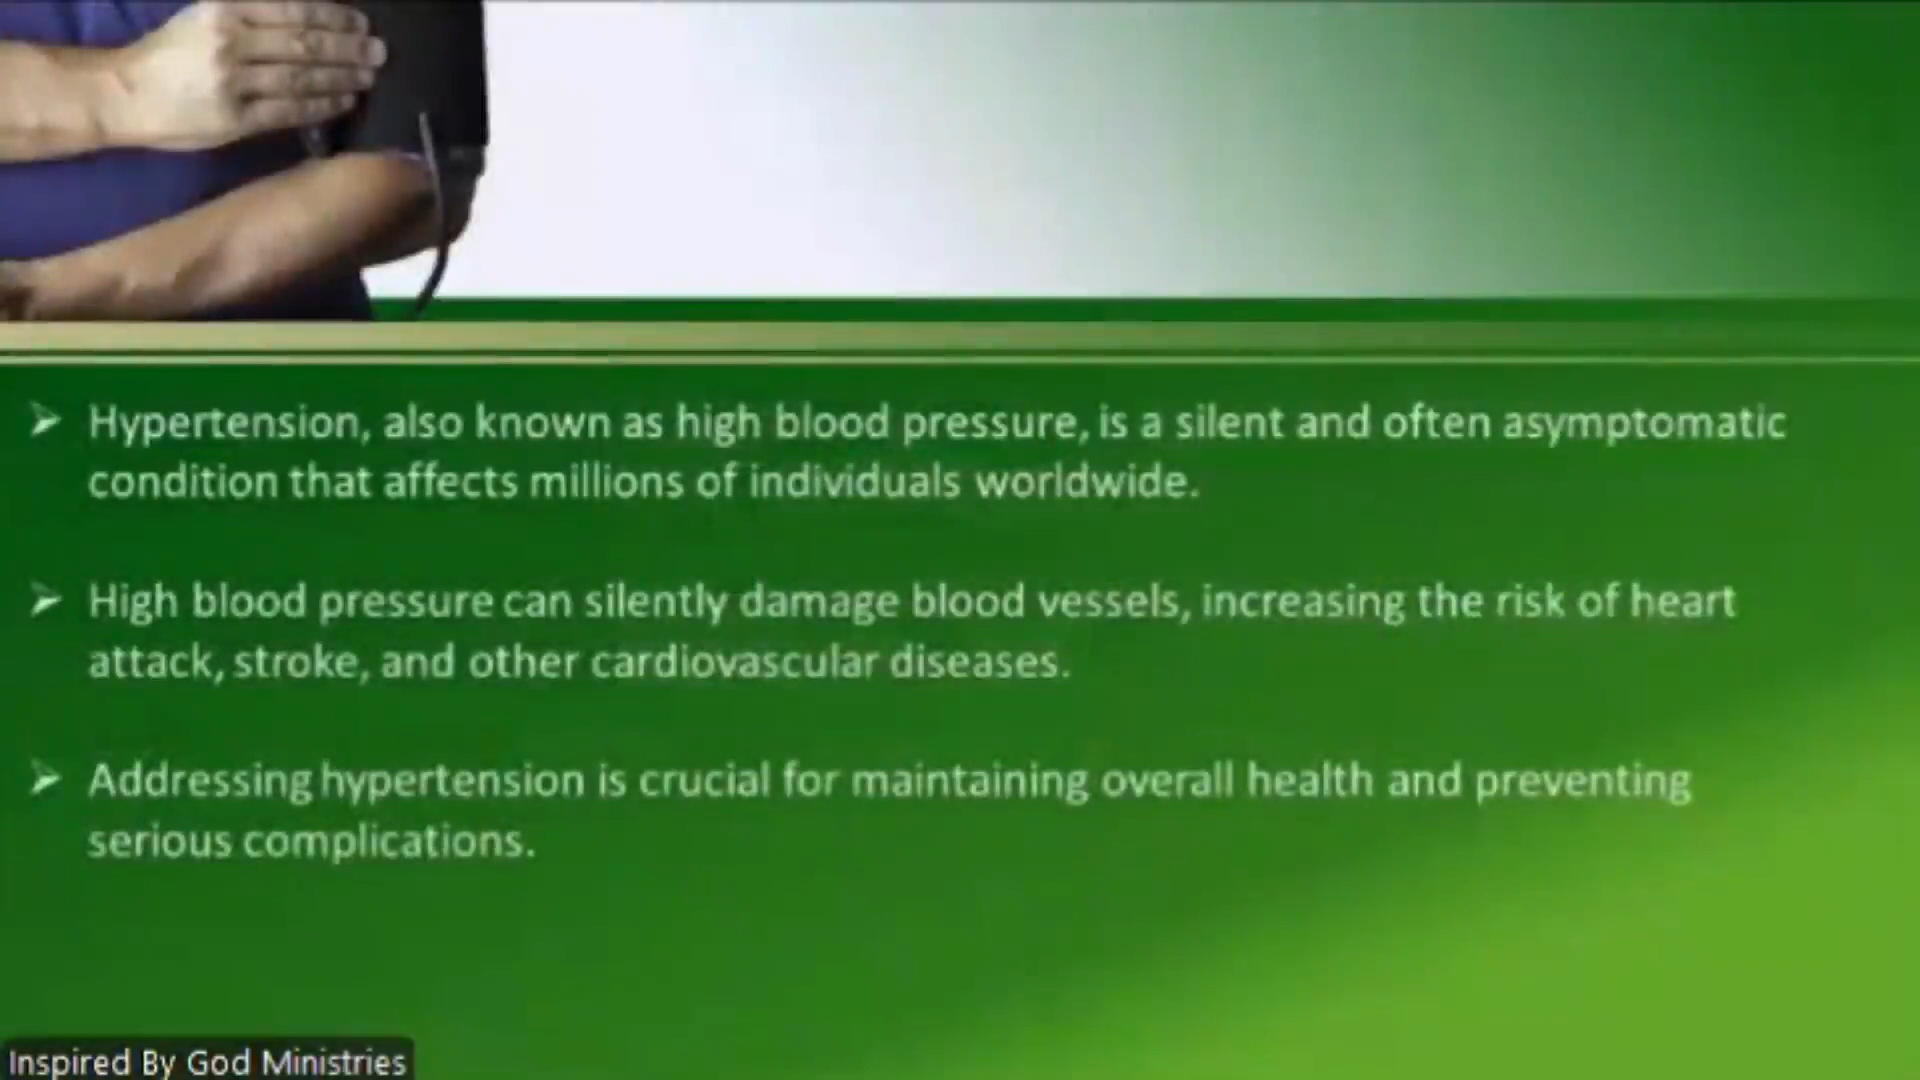 ➢ Hypertension, also known as high blood pressure, is a silent and often asymptomatic
condition that affects millions of individuals worldwide.
➢ High blood pressure can silently damage blood vessels, increasing the risk of heart
attack, stroke, and other cardiovascular diseases.
➢ Addressing hypertension is crucial for maintaining overall health and preventing
serious complications.
Inspired By God Ministries